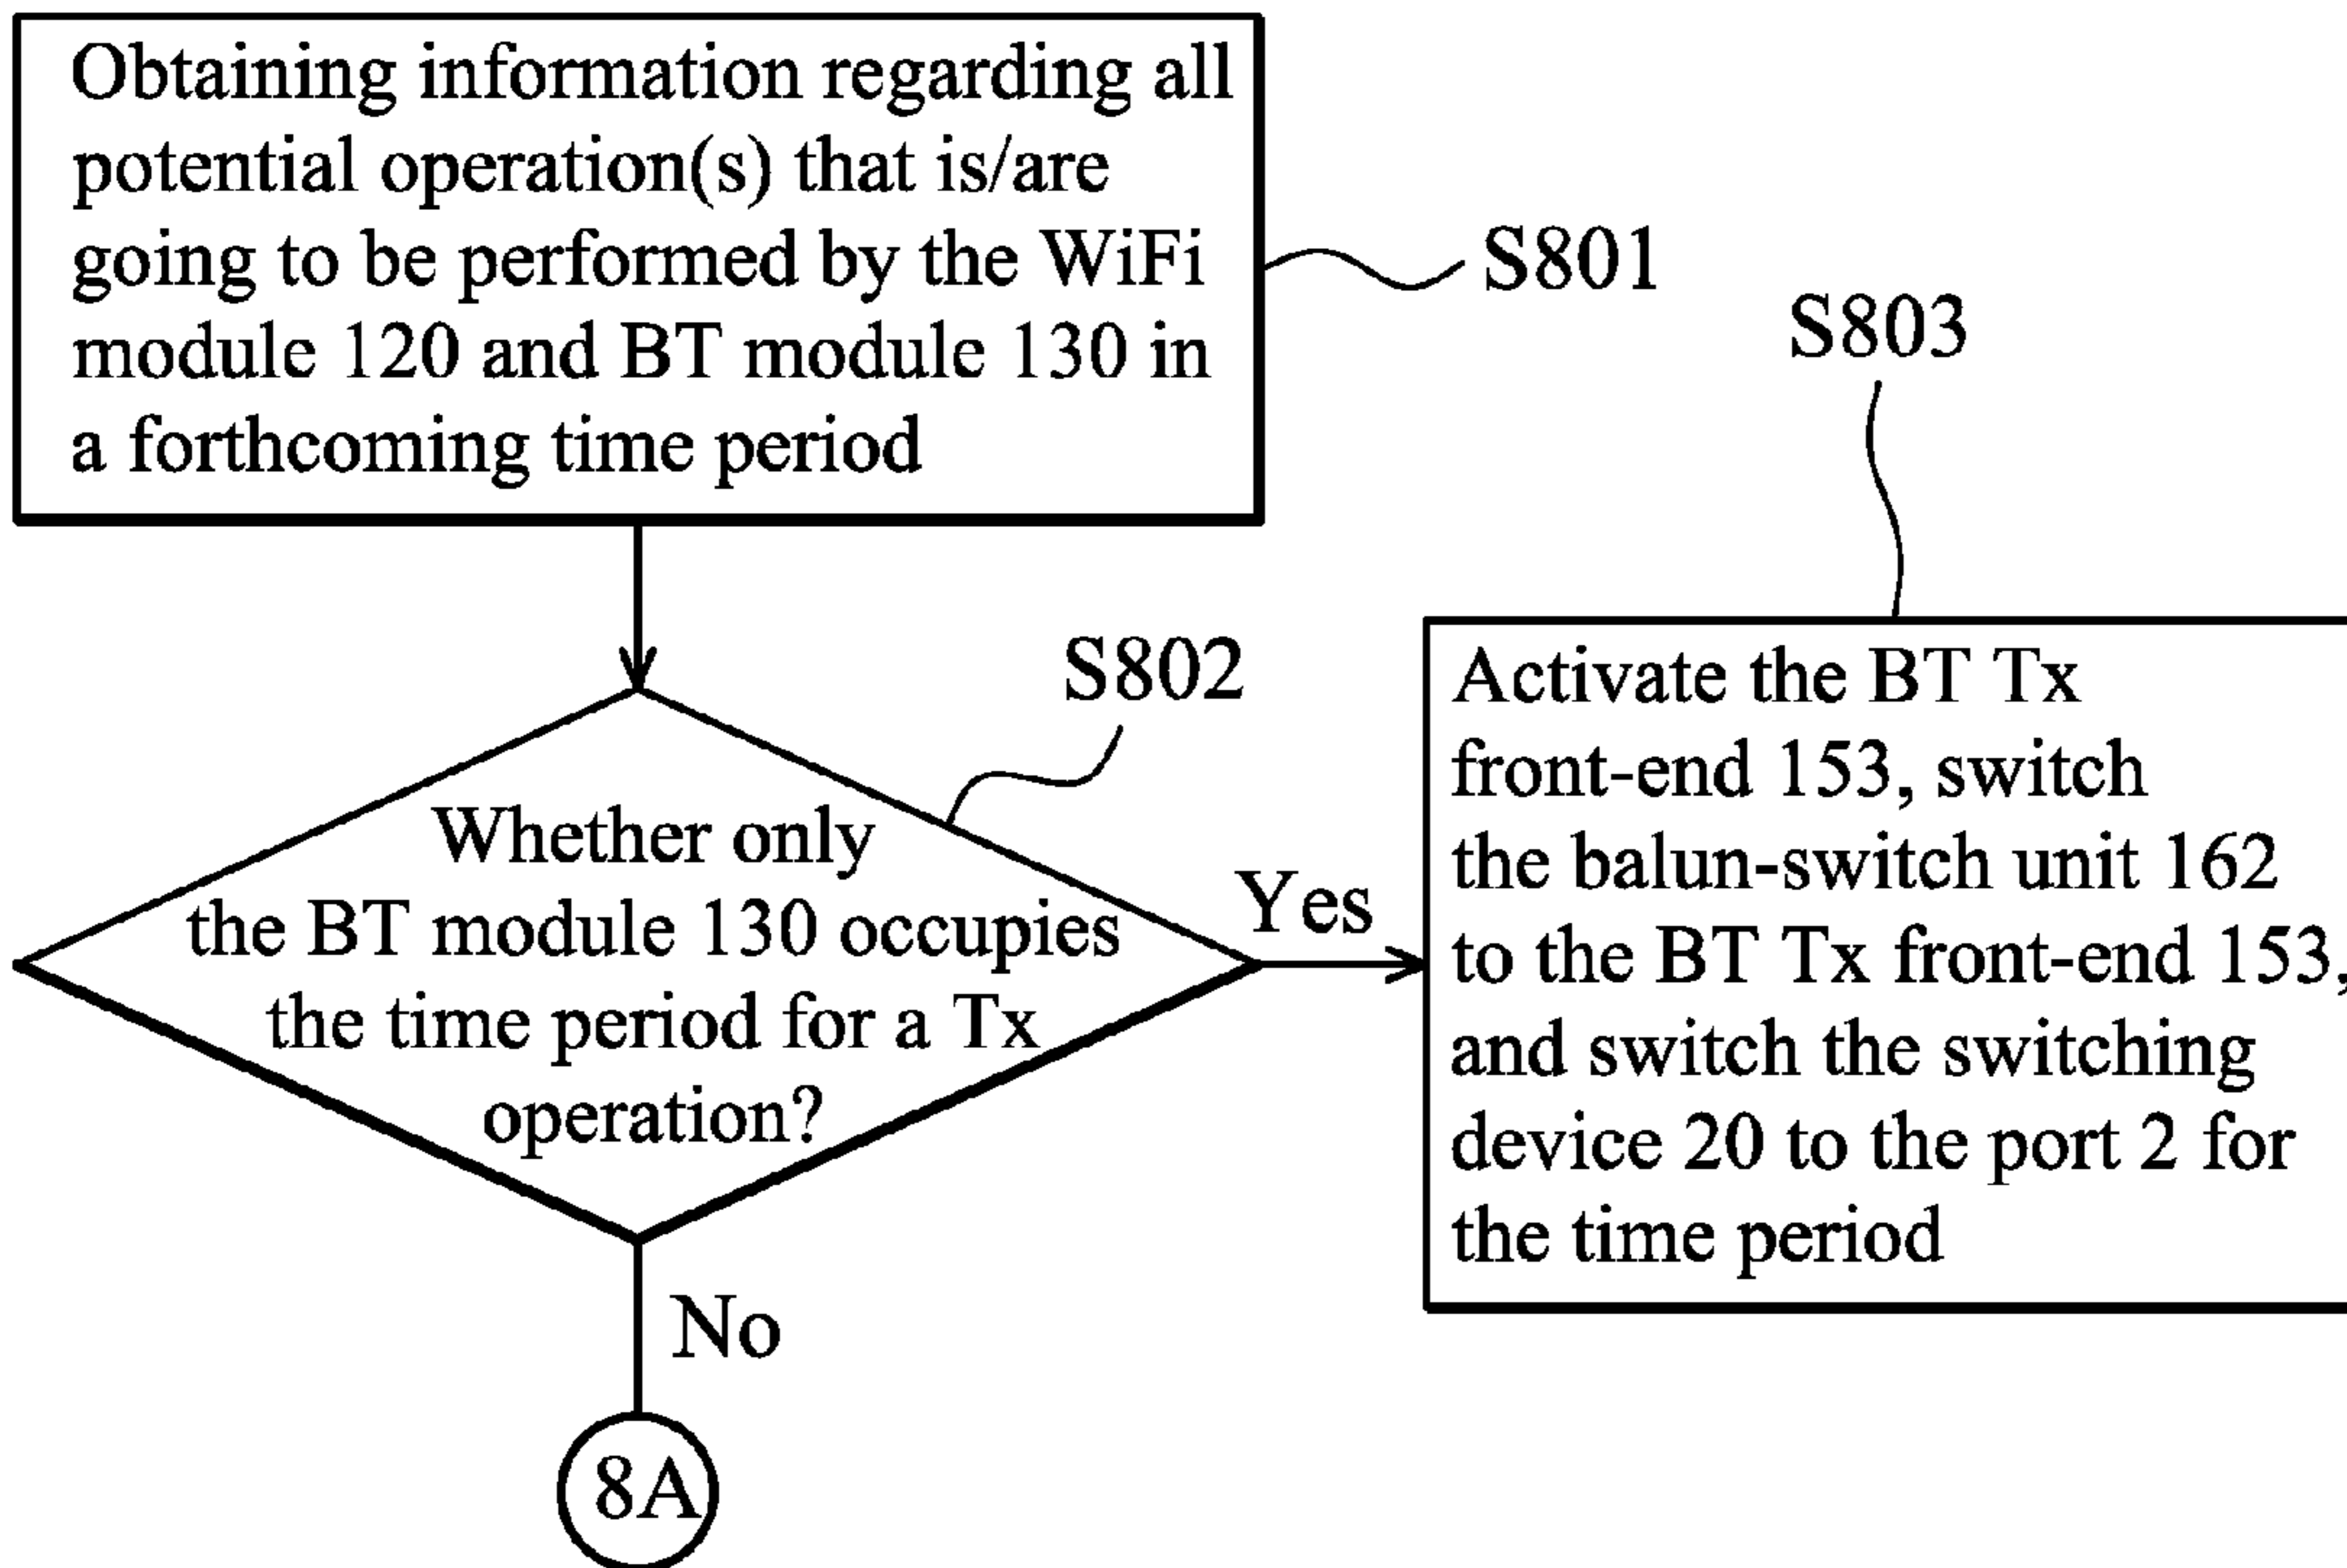 Obtaining information regarding all
potential operation(s) that is/are
going to be performed by the WiFi
module 120 and BT module 130 in
a forthcoming time period
S801
S803
S802
Whether only
the BT module 130 occupies
the time period for a Tx
operation?
Yes
Activate the BT Tx
front-end 153, switch
the balun-switch unit 162
to the BT Tx front-end 153,
and switch the switching
device 20 to the port 2 for
the time period
No
8A